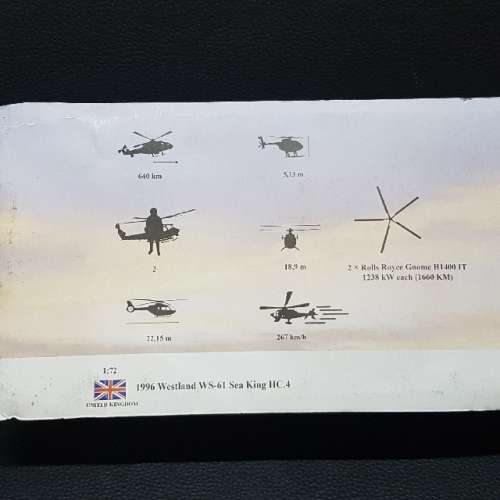 640 km
5,13 m
2
18,9 m
2 × Rolls Royce Gnome H1400 IT
1238 kW each (1660 KM)
22,15 m
267 km/h
1:72
UNITED KINGDOM
1996 Westland WS-61 Sea King HC.4